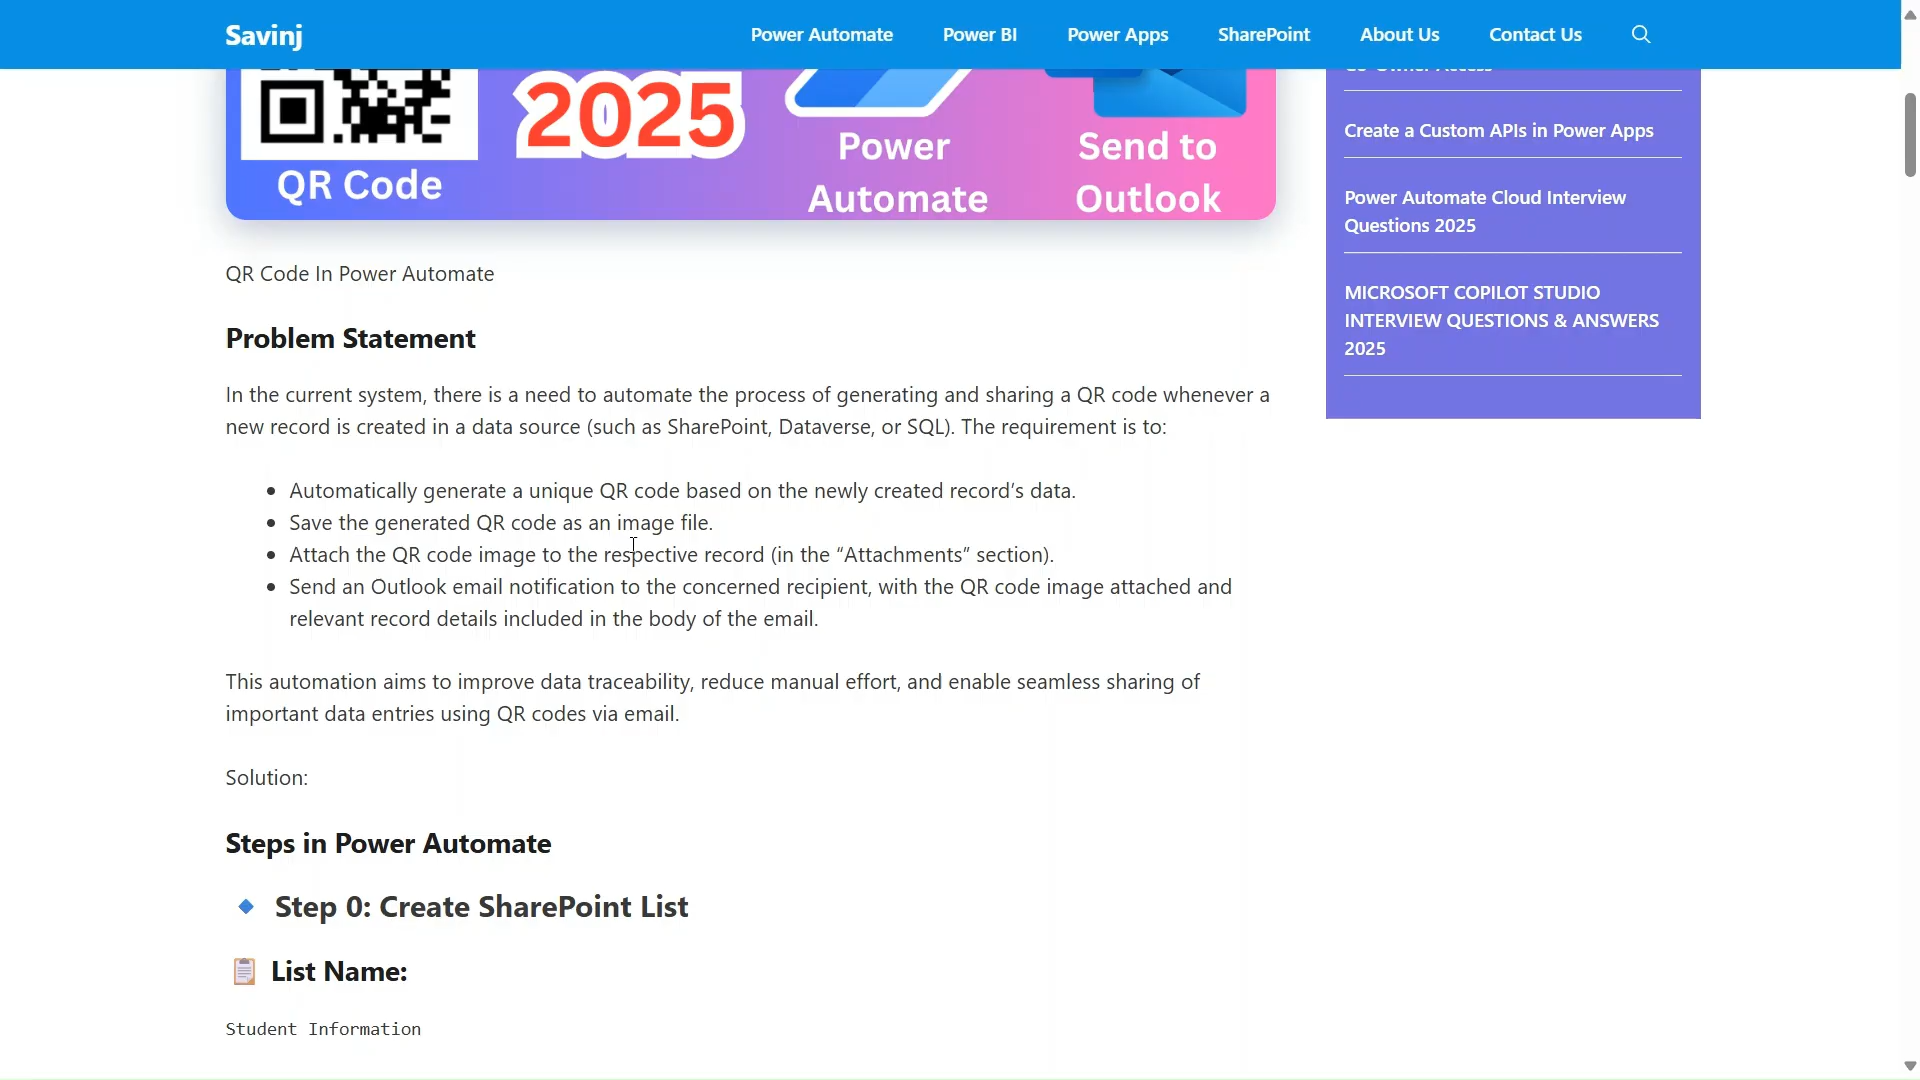 Savinj
Power Automate
Power BI
Power Apps
SharePoint
About Us
Contact Us
2025
QR Code
Power
Automate
Send to
Outlook
QR Code In Power Automate
Problem Statement
In the current system, there is a need to automate the process of generating and sharing a QR code whenever a
new record is created in a data source (such as SharePoint, Dataverse, or SQL). The requirement is to:
• Automatically generate a unique QR code based on the newly created record’s data.
• Save the generated QR code as an image file.
• Attach the QR code image to the respective record (in the “Attachments” section).
• Send an Outlook email notification to the concerned recipient, with the QR code image attached and
relevant record details included in the body of the email.
This automation aims to improve data traceability, reduce manual effort, and enable seamless sharing of
important data entries using QR codes via email.
Solution:
Steps in Power Automate
Step 0: Create SharePoint List
List Name:
Student Information
Co-Owner Access
Create a Custom APIs in Power Apps
Power Automate Cloud Interview
Questions 2025
MICROSOFT COPILOT STUDIO
INTERVIEW QUESTIONS & ANSWERS
2025